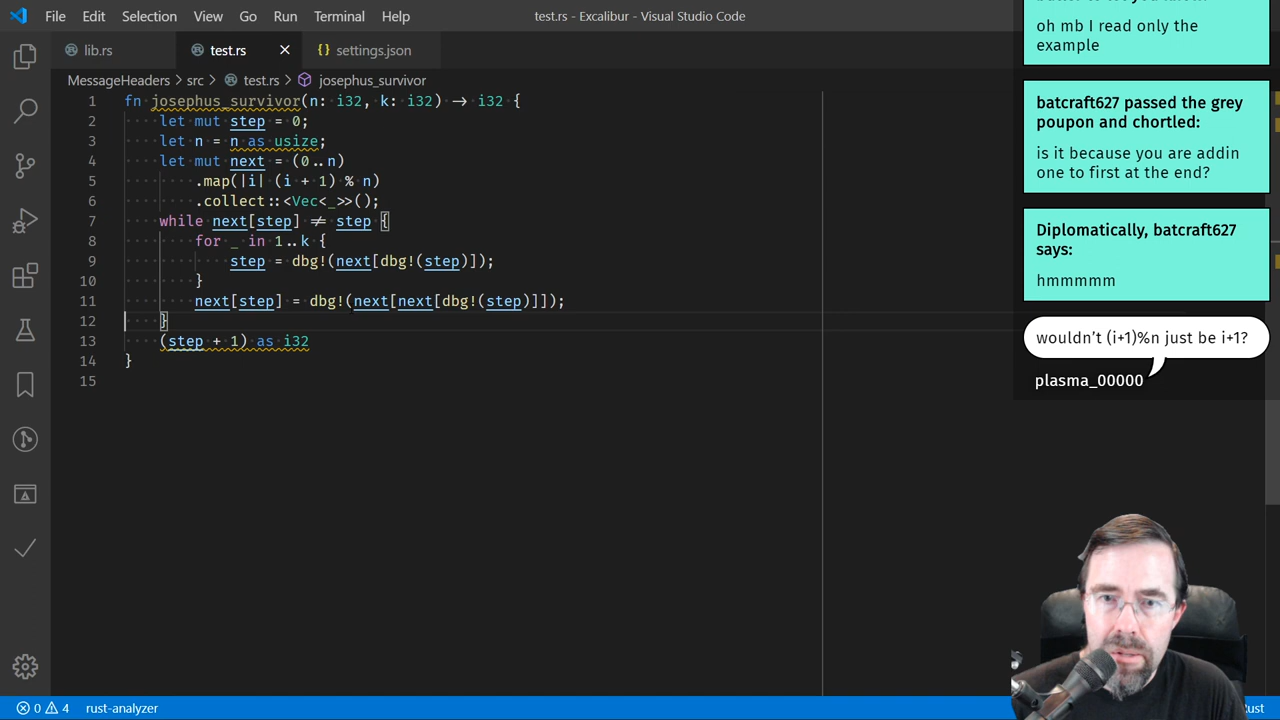 File Edit Selection View Go Run Terminal Help
test.rs - Excalibur - Visual Studio Code
lib.rs
test.rs
{} settings.json
MessageHeaders › src › test.rs › josephus_survivor
1 fn josephus_survivor(n: i32, k: i32) -> i32 {
2 let mut step = 0;
3 let n = n as usize;
4 let mut next = (0..n)
5 .map(|i| (i + 1) % n)
6 .collect::<Vec<_>>();
7 while next[step] != step {
8 for _ in 1..k {
9 step = dbg!(next[dbg!(step)]);
10 }
11 next[step] = dbg!(next[next[dbg!(step)]]);
12 }
13 (step + 1) as i32
14 }
15
oh mb I read only the
example
batcraft627 passed the grey
poupon and chortled:
is it because you are addin
one to first at the end?
Diplomatically, batcraft627
says:
hmmmmm
wouldn't (i+1)%n just be i+1?
plasma_00000
0 4 rust-analyzer